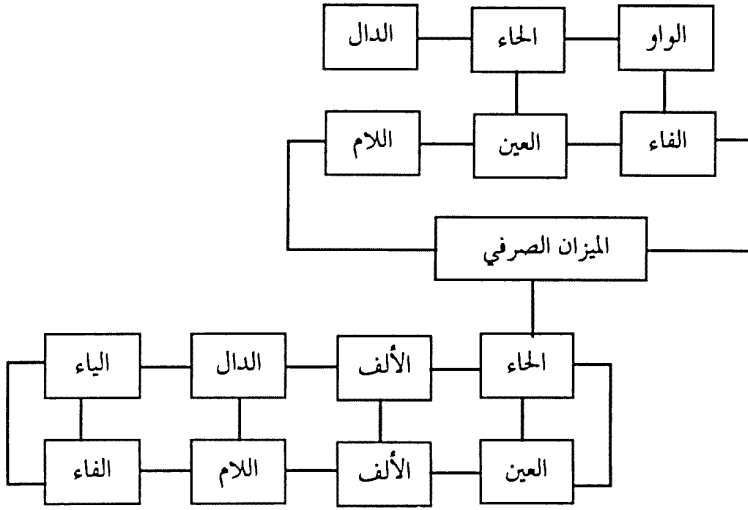 الواو الحاء الدال
الفاء العين اللام
الميزان الصرفي
الحاء الألف الدال الياء
العين الألف اللام الفاء